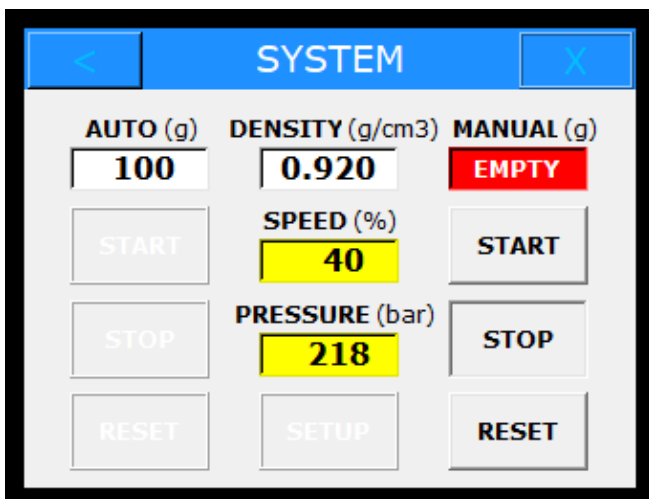 < SYSTEM X
AUTO (g) DENSITY (g/cm3) MANUAL (g)
100 0.920 EMPTY
SPEED (%)
START 40 START
PRESSURE (bar)
STOP 218 STOP
RESET SETUP RESET